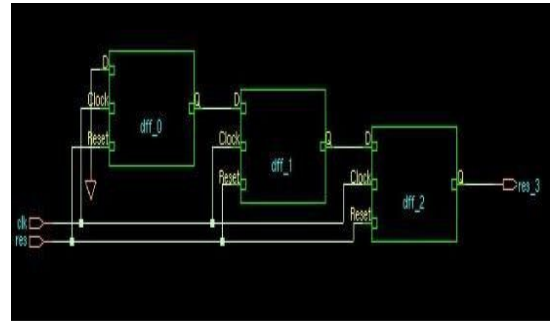 D
Clock
Reset
Q
dff_0
D
Clock
Reset
Q
dff_1
D
Clock
Reset
Q
dff_2
res_3
clk
res